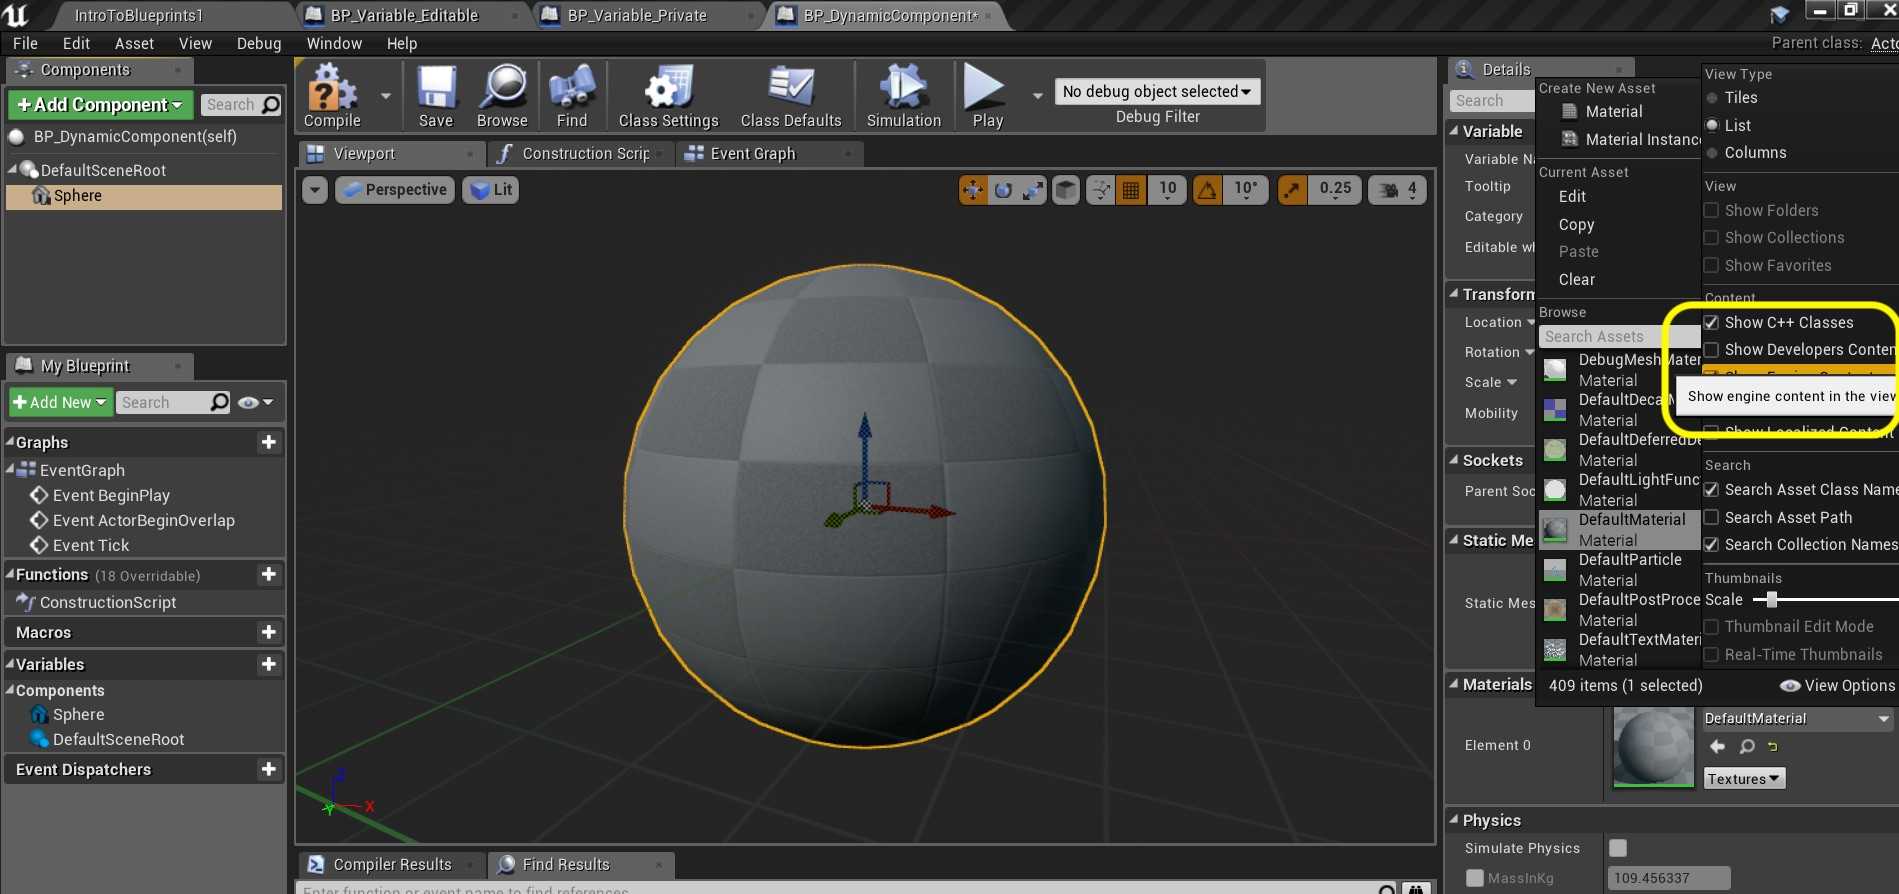 IntroToBlueprints1
BP_Variable_Editable
BP_Variable_Private
BP_DynamicComponent*
File Edit Asset View Debug Window Help
Parent class: Acto
Components
+Add Component
Search
BP_DynamicComponent(self)
DefaultSceneRoot
Sphere
My Blueprint
+Add New
Search
Graphs
EventGraph
Event BeginPlay
Event ActorBeginOverlap
Event Tick
Functions (18 Overridable)
ConstructionScript
Macros
Variables
Components
Sphere
DefaultSceneRoot
Event Dispatchers
Compile
Save
Browse
Find
Class Settings
Class Defaults
Simulation
Play
No debug object selected
Debug Filter
Viewport
Construction Scrip
Event Graph
Perspective
Lit
10
10°
0.25
4
Z
X
Y
Compiler Results
Find Results
Enter function or event name to find references
Details
Search
Variable
Variable Na
Tooltip
Category
Editable wh
Transform
Location
Rotation
Scale
Mobility
Sockets
Parent Soc
Static Me
Static Mes
Materials
Element 0
DefaultMaterial
Textures
Physics
Simulate Physics
MassInKg
109.456337
Create New Asset
Material
Material Instanc
Current Asset
Edit
Copy
Paste
Clear
Browse
Search Assets
DebugMeshMater
Material
DefaultDecalM
Material
DefaultDeferredDe
Material
DefaultLightFunc
Material
DefaultMaterial
Material
DefaultParticle
Material
DefaultPostProce
Material
DefaultTextMateri
Material
409 items (1 selected)
View Options
View Type
Tiles
List
Columns
View
Show Folders
Show Collections
Show Favorites
Content
Show C++ Classes
Show Developers Conten
Show engine content in the view
Show Localized Content
Search
Search Asset Class Name
Search Asset Path
Search Collection Names
Thumbnails
Scale
Thumbnail Edit Mode
Real-Time Thumbnails